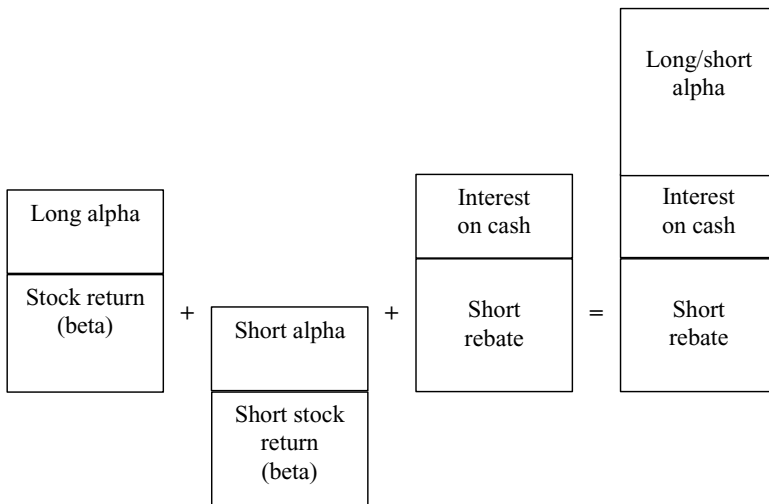 Long alpha
Stock return
(beta)
+
Short alpha
Short stock
return
(beta)
+
Interest
on cash
Short
rebate
=
Long/short
alpha
Interest
on cash
Short
rebate